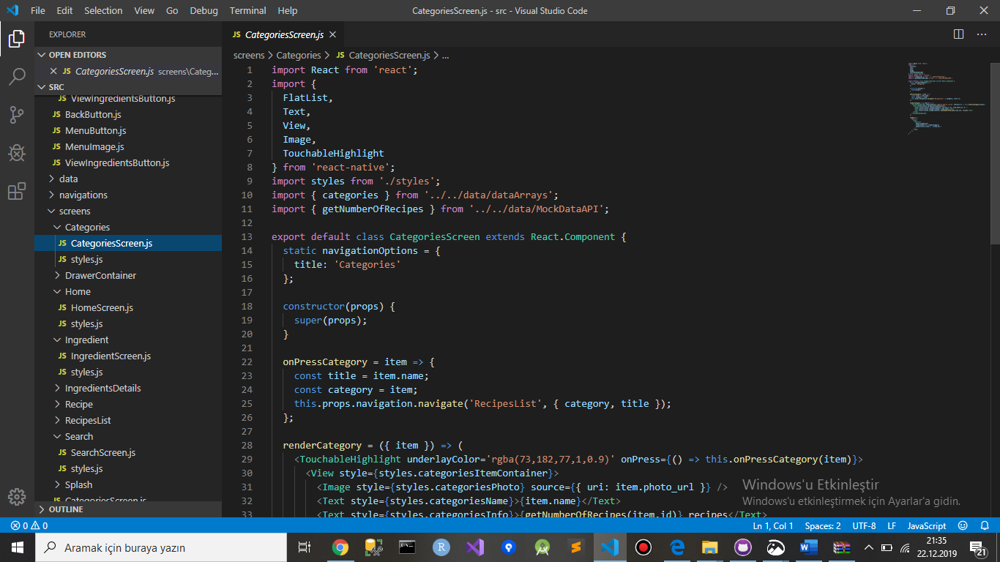 File Edit Selection View Go Debug Terminal Help
CategoriesScreen.js - src - Visual Studio Code
EXPLORER
OPEN EDITORS
JS CategoriesScreen.js screens\Categ...
SRC
ViewIngredientsButton.js
JS BackButton.js
JS MenuButton.js
JS MenuImage.js
JS ViewIngredientsButton.js
data
navigations
screens
Categories
JS CategoriesScreen.js
JS styles.js
DrawerContainer
Home
JS HomeScreen.js
JS styles.js
Ingredient
JS IngredientScreen.js
JS styles.js
IngredientsDetails
Recipe
RecipesList
Search
JS SearchScreen.js
JS styles.js
Splash
CategoriesScreen.js
OUTLINE
JS CategoriesScreen.js
screens > Categories > JS CategoriesScreen.js > ...
1 import React from 'react';
2 import {
3 FlatList,
4 Text,
5 View,
6 Image,
7 TouchableHighlight
8 } from 'react-native';
9 import styles from './styles';
10 import { categories } from '../../data/dataArrays';
11 import { getNumberOfRecipes } from '../../data/MockDataAPI';
12
13 export default class CategoriesScreen extends React.Component {
14 static navigationOptions = {
15 title: 'Categories'
16 };
17
18 constructor(props) {
19 super(props);
20 }
21
22 onPressCategory = item => {
23 const title = item.name;
24 const category = item;
25 this.props.navigation.navigate('RecipesList', { category, title });
26 };
27
28 renderCategory = ({ item }) => (
29 <TouchableHighlight underlayColor='rgba(73,182,77,1,0.9)' onPress={() => this.onPressCategory(item)}>
30 <View style={styles.categoriesItemContainer}>
31 <Image style={styles.categoriesPhoto} source={{ uri: item.photo_url }} />
32 <Text style={styles.categoriesName}>{item.name}</Text>
33 <Text style={styles.categoriesInfo}>{getNumberOfRecipes(item.id)} recipes</Text>
Windows'u Etkinleştir
Windows'u etkinleştirmek için Ayarlar'a gidin.
0 0
Ln 1, Col 1 Spaces: 2 UTF-8 LF JavaScript
Aramak için buraya yazın
21:35
22.12.2019
21